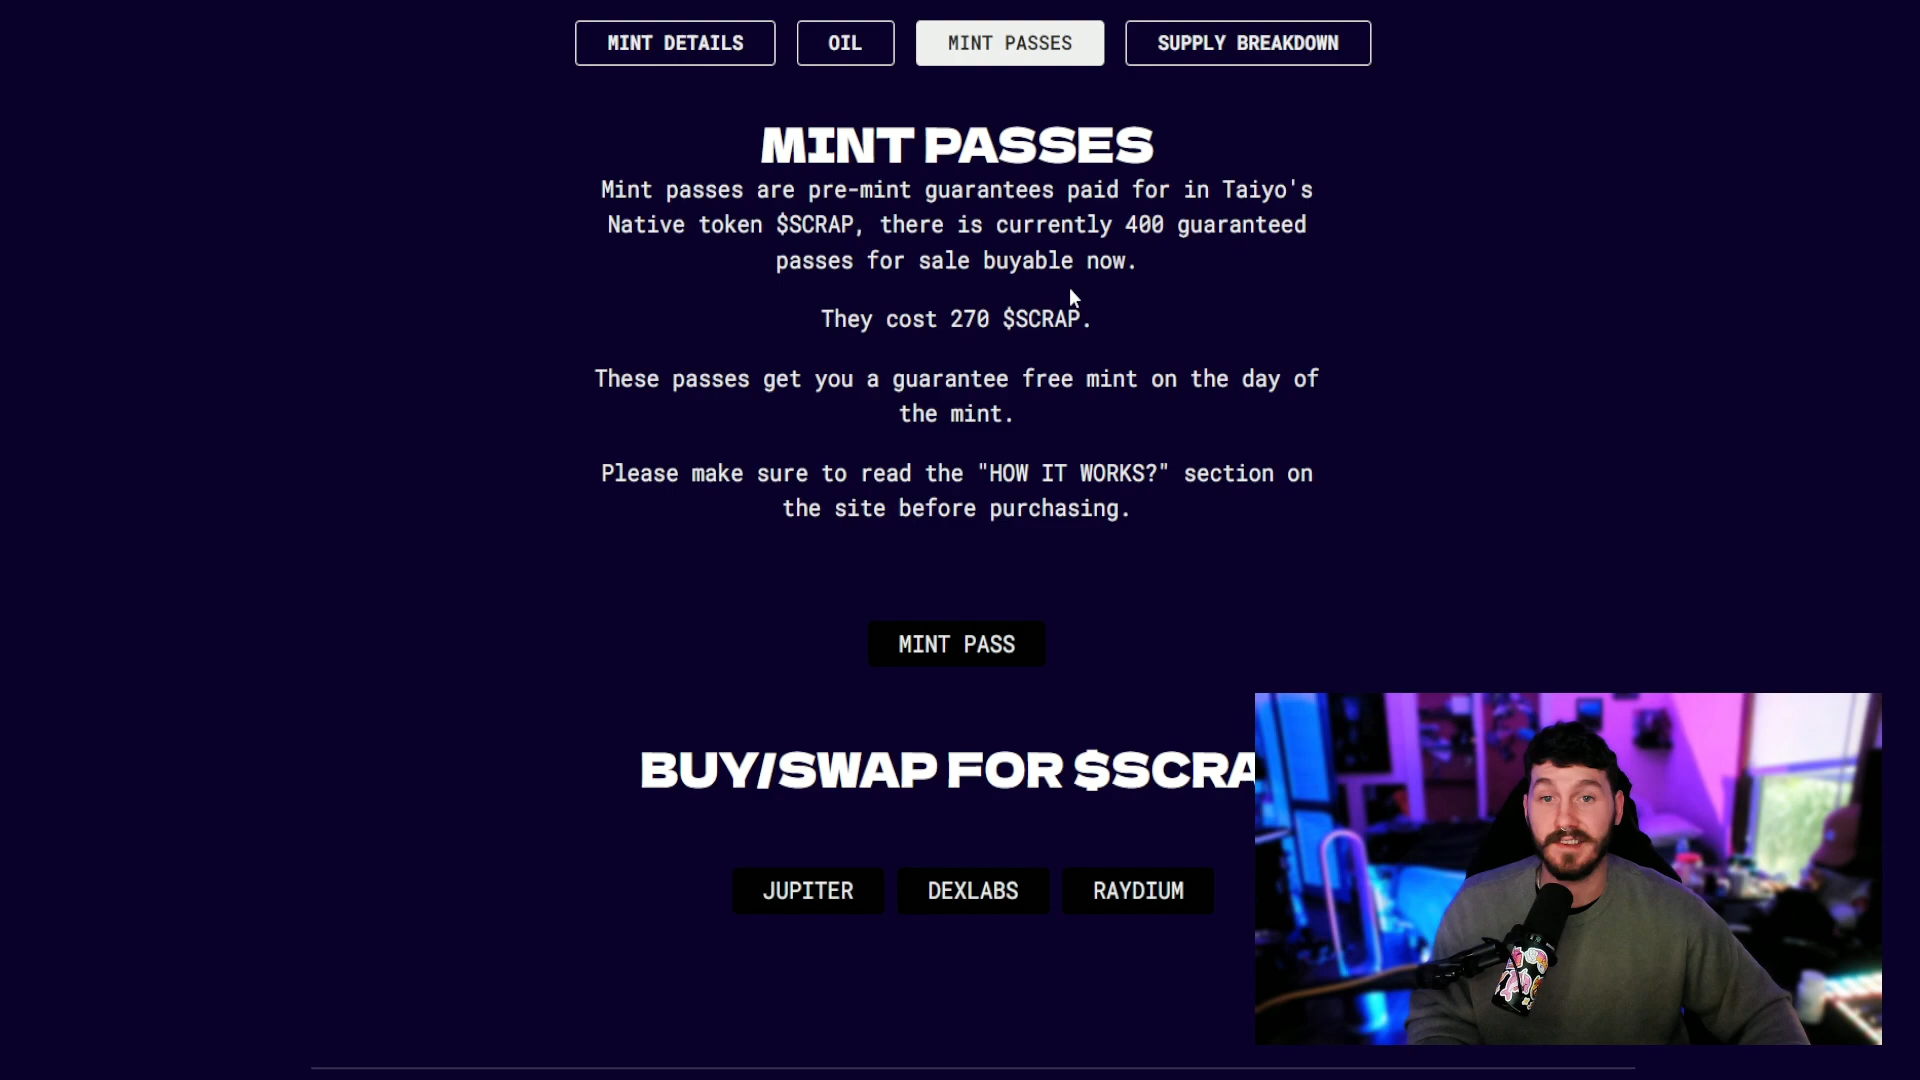 MINT DETAILS
OIL
MINT PASSES
SUPPLY BREAKDOWN
MINT PASSES
Mint passes are pre-mint guarantees paid for in Taiyo's
Native token $SCRAP, there is currently 400 guaranteed
passes for sale buyable now.
They cost 270 $SCRAP.
These passes get you a guarantee free mint on the day of
the mint.
Please make sure to read the "HOW IT WORKS?" section on
the site before purchasing.
MINT PASS
BUY/SWAP FOR $SCRA
JUPITER
DEXLABS
RAYDIUM